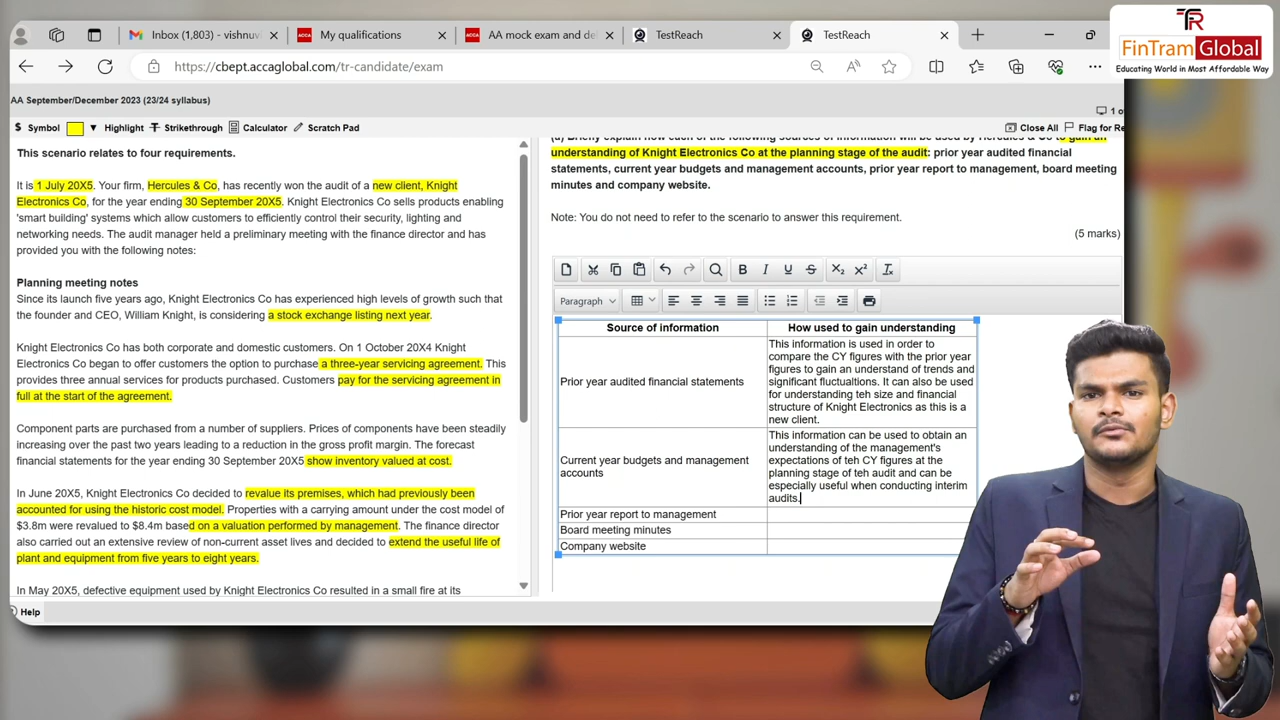 Inbox (1,803) - vishnuvi
My qualifications
AA mock exam and de
TestReach
TestReach
https://cbept.accaglobal.com/tr-candidate/exam
FinTram Global
Educating World in Most Affordable Way
AA September/December 2023 (23/24 syllabus)
Symbol Highlight Strikethrough Calculator Scratch Pad
Close All Flag for Re
This scenario relates to four requirements.
It is 1 July 20X5. Your firm, Hercules & Co, has recently won the audit of a new client, Knight
Electronics Co, for the year ending 30 September 20X5. Knight Electronics Co sells products enabling
'smart building' systems which allow customers to efficiently control their security, lighting and
networking needs. The audit manager held a preliminary meeting with the finance director and has
provided you with the following notes:
Planning meeting notes
Since its launch five years ago, Knight Electronics Co has experienced high levels of growth such that
the founder and CEO, William Knight, is considering a stock exchange listing next year.
Knight Electronics Co has both corporate and domestic customers. On 1 October 20X4 Knight
Electronics Co began to offer customers the option to purchase a three-year servicing agreement. This
provides three annual services for products purchased. Customers pay for the servicing agreement in
full at the start of the agreement.
Component parts are purchased from a number of suppliers. Prices of components have been steadily
increasing over the past two years leading to a reduction in the gross profit margin. The forecast
financial statements for the year ending 30 September 20X5 show inventory valued at cost.
In June 20X5, Knight Electronics Co decided to revalue its premises, which had previously been
accounted for using the historic cost model. Properties with a carrying amount under the cost model of
$3.8m were revalued to $8.4m based on a valuation performed by management. The finance director
also carried out an extensive review of non-current asset lives and decided to extend the useful life of
plant and equipment from five years to eight years.
In May 20X5, defective equipment used by Knight Electronics Co resulted in a small fire at its
Help
(a) Briefly explain how each of the following sources of information will be used by Hercules & Co to gain an
understanding of Knight Electronics Co at the planning stage of the audit: prior year audited financial
statements, current year budgets and management accounts, prior year report to management, board meeting
minutes and company website.
Note: You do not need to refer to the scenario to answer this requirement.
(5 marks)
Paragraph
Source of information
How used to gain understanding
Prior year audited financial statements
This information is used in order to
compare the CY figures with the prior year
figures to gain an understand of trends and
significant fluctuations. It can also be used
for understanding teh size and financial
structure of Knight Electronics as this is a
new client.
Current year budgets and management
accounts
This information can be used to obtain an
understanding of the management's
expectations of teh CY figures at the
planning stage of teh audit and can be
especially useful when conducting interim
audits.
Prior year report to management
Board meeting minutes
Company website